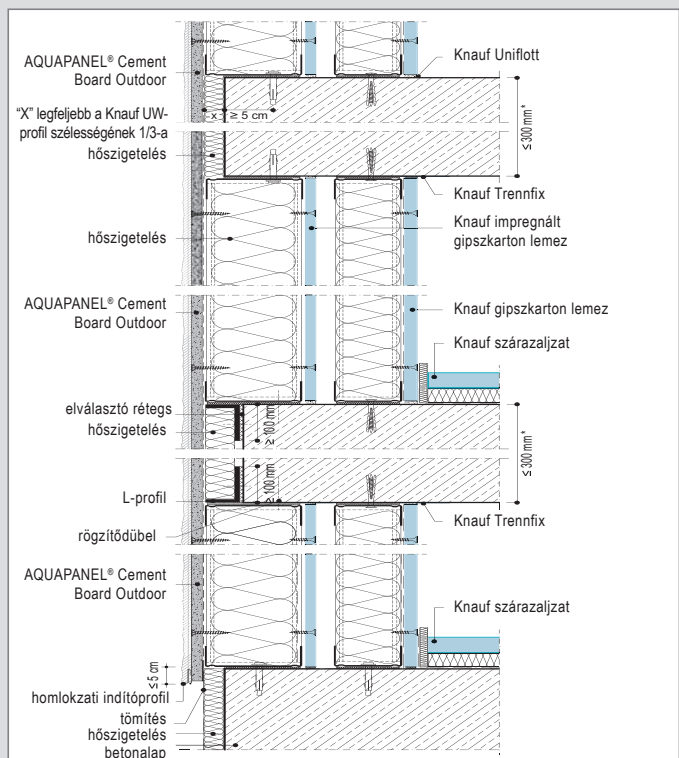 AQUAPANEL® Cement
Board Outdoor
“X” legfeljebb a Knauf UW-
profil szélességének 1/3-a
hőszigetelés
hőszigetelés
AQUAPANEL® Cement
Board Outdoor
elválasztó rétegs
hőszigetelés
L-profil
rögzítődübel
AQUAPANEL® Cement
Board Outdoor
≤ 5 cm
homlokzati indítóprofil
tömítés
hőszigetelés
betonalap
x ≥ 5 cm
≥ 100 mm
≥ 100 mm
Knauf Uniflott
≤ 300 mm*
Knauf Trennfix
Knauf impregnált
gipszkarton lemez
Knauf gipszkarton lemez
Knauf szárazaljzat
≤ 300 mm*
Knauf Trennfix
Knauf szárazaljzat